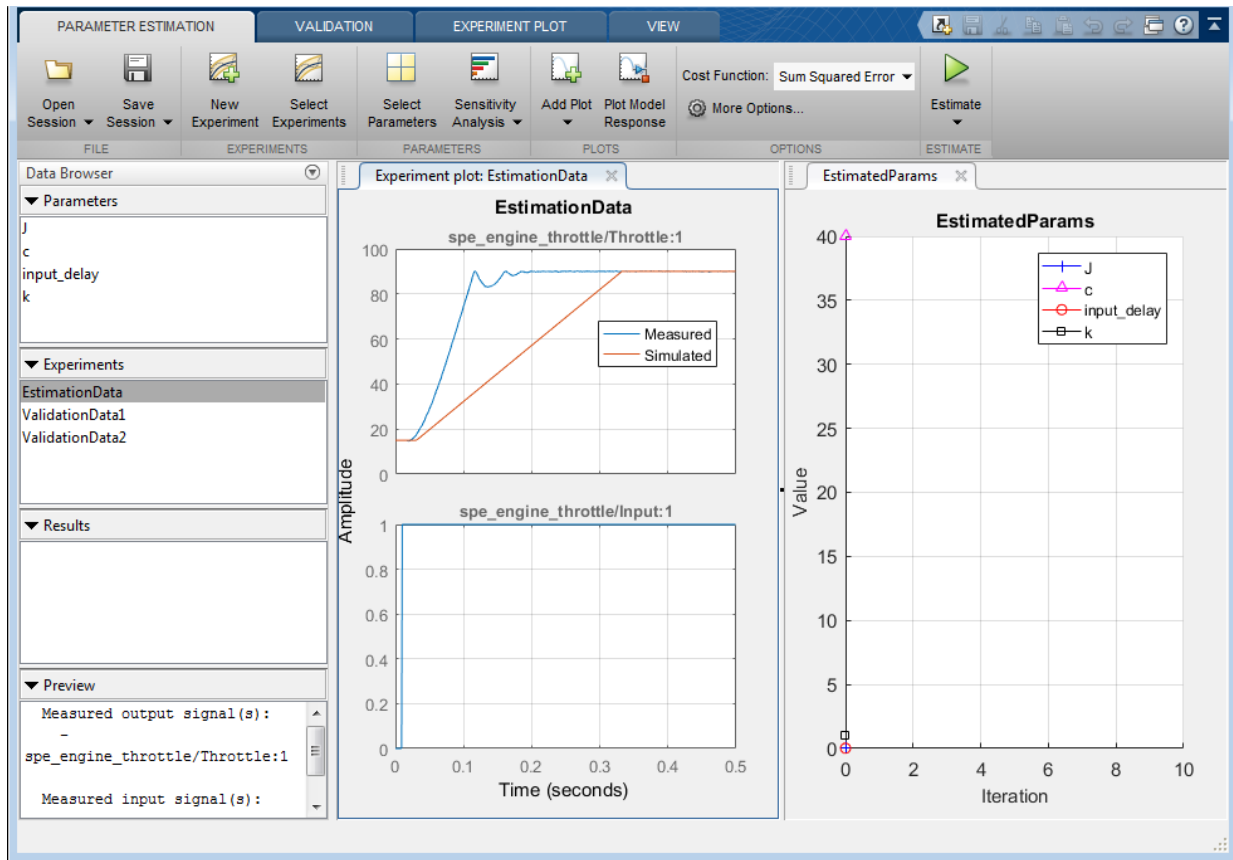 PARAMETER ESTIMATION
VALIDATION
EXPERIMENT PLOT
VIEW
Open
Session
Save
Session
New
Experiment
Select
Experiments
Select
Parameters
Sensitivity
Analysis
Add Plot
Plot Model
Response
Cost Function: Sum Squared Error
More Options...
Estimate
FILE
EXPERIMENTS
PARAMETERS
PLOTS
OPTIONS
ESTIMATE
Data Browser
Parameters
J
c
input_delay
k
Experiments
EstimationData
ValidationData1
ValidationData2
Results
Preview
Measured output signal(s):
-
spe_engine_throttle/Throttle:1
Measured input signal(s):
Experiment plot: EstimationData
EstimationData
spe_engine_throttle/Throttle:1
100
80
60
40
20
0
Measured
Simulated
Amplitude
spe_engine_throttle/Input:1
1
0.8
0.6
0.4
0.2
0
0 0.1 0.2 0.3 0.4 0.5
Time (seconds)
EstimatedParams
EstimatedParams
40
35
30
25
20
15
10
5
0
J
c
input_delay
k
Value
0 2 4 6 8 10
Iteration